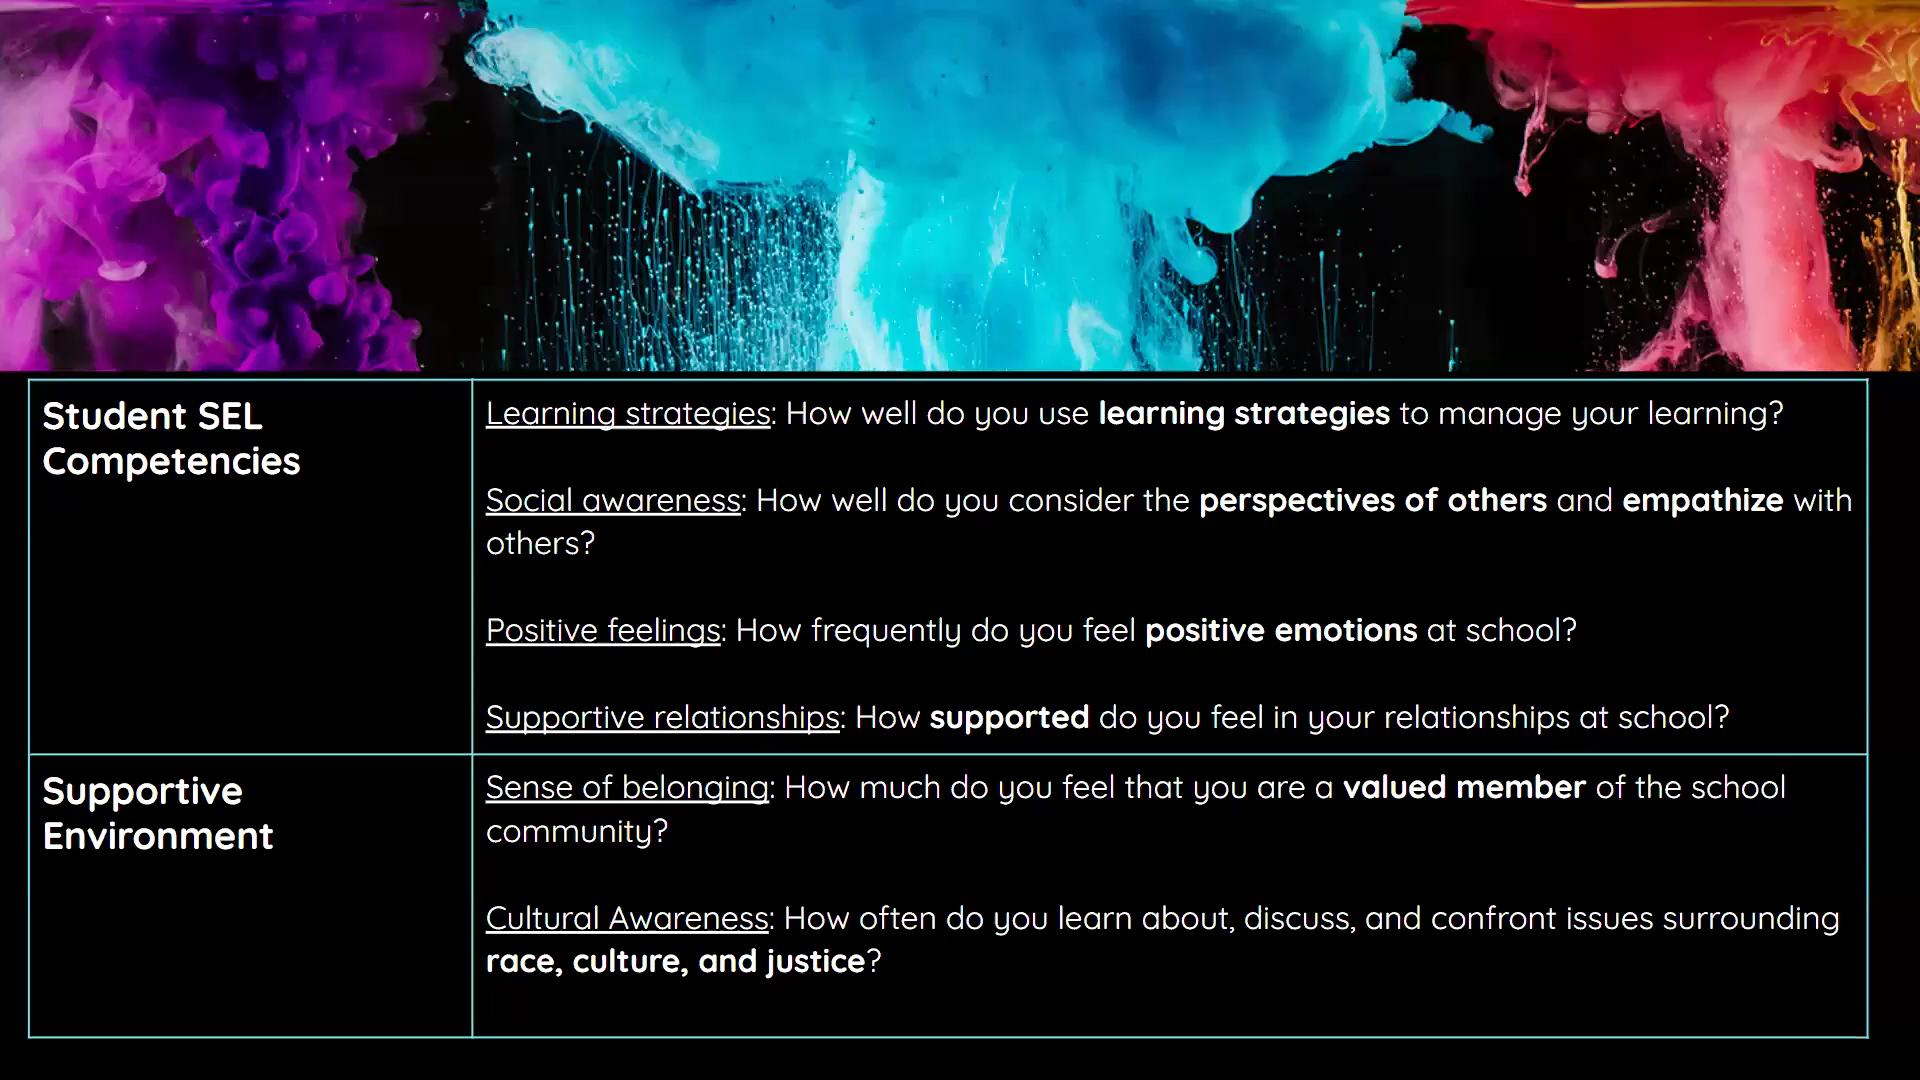 Student SEL
Competencies
Learning strategies: How well do you use learning strategies to manage your learning?
Social awareness: How well do you consider the perspectives of others and empathize with
others?
Positive feelings: How frequently do you feel positive emotions at school?
Supportive relationships: How supported do you feel in your relationships at school?
Supportive
Environment
Sense of belonging: How much do you feel that you are a valued member of the school
community?
Cultural Awareness: How often do you learn about, discuss, and confront issues surrounding
race, culture, and justice?